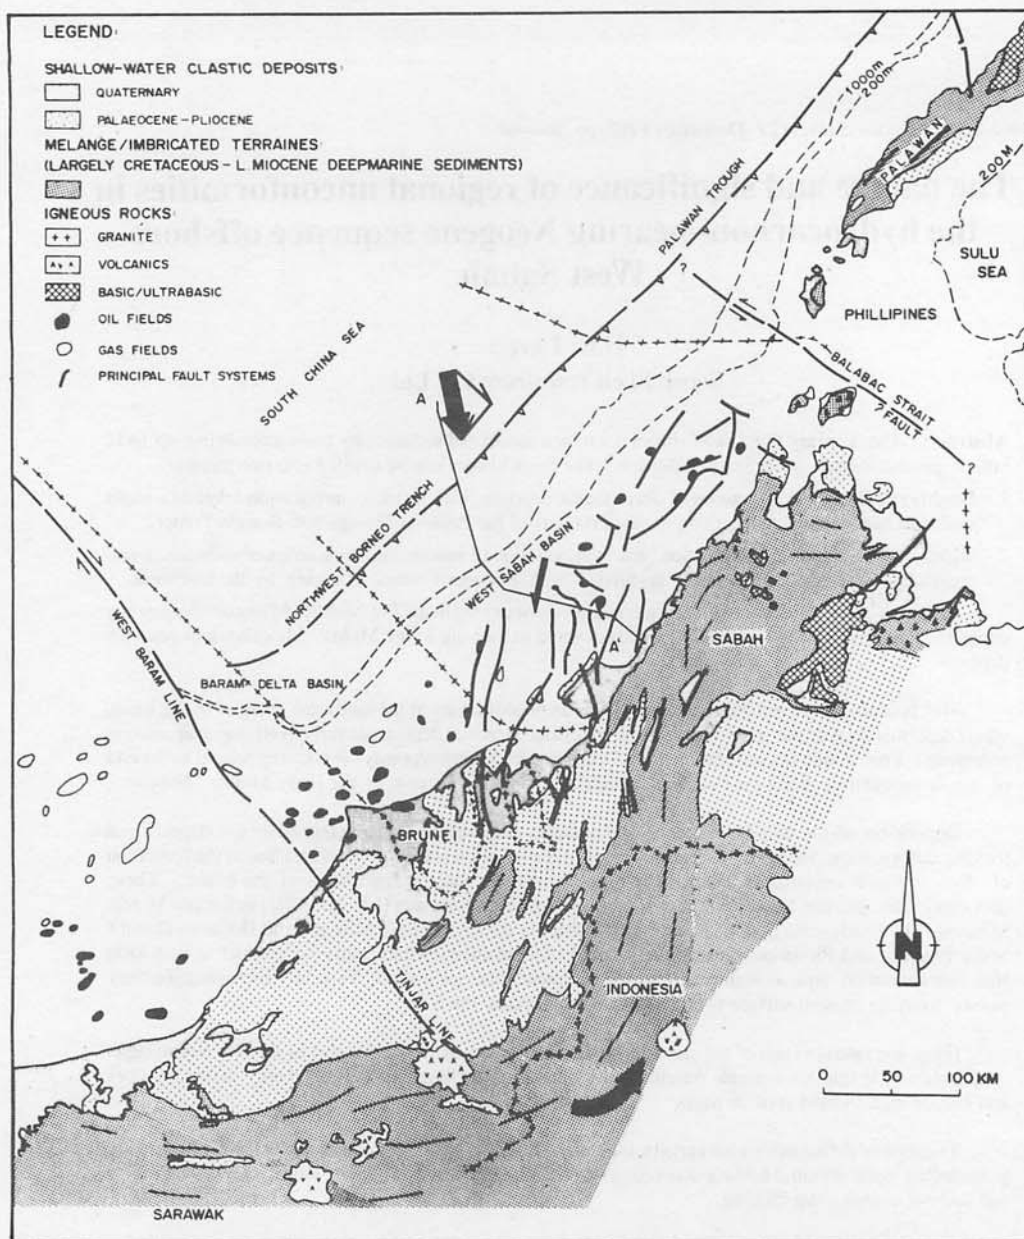 LEGEND:
SHALLOW-WATER CLASTIC DEPOSITS:
QUATERNARY
PALAEOCENE-PLIOCENE
MELANGE/IMBRICATED TERRAINES:
(LARGELY CRETACEOUS - L. MIOCENE DEEPMARINE SEDIMENTS)
IGNEOUS ROCKS:
GRANITE
VOLCANICS
BASIC/ULTRABASIC
OIL FIELDS
GAS FIELDS
PRINCIPAL FAULT SYSTEMS
1000m
200m
PALAWAN
200M
PALAWAN TROUGH
SULU
SEA
PHILLIPINES
SOUTH CHINA SEA
A
BALABAC STRAIT
? FAULT
?
NORTHWEST BORNEO TRENCH
WEST SABAH BASIN
WEST BARAM LINE
SABAH
A'
BARAM DELTA BASIN
BRUNEI
TINJAR LINE
INDONESIA
N
0 50 100 KM
SARAWAK